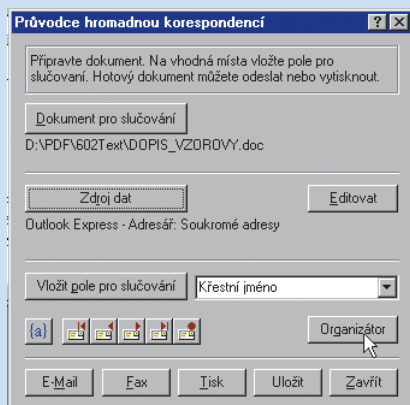 Průvodce hromadnou korespondencí
Připravte dokument. Na vhodná místa vložte pole pro
slučovaní. Hotový dokument můžete odeslat nebo vytisknout.
Dokument pro slučování
D:\PDF\602Text\DOPIS_VZOROVY.doc
Zdroj dat Editovat
Outlook Express - Adresář: Soukromé adresy
Vložit pole pro slučování Křestní jméno
{a} Organizátor
E-Mail Fax Tisk Uložit Zavřít